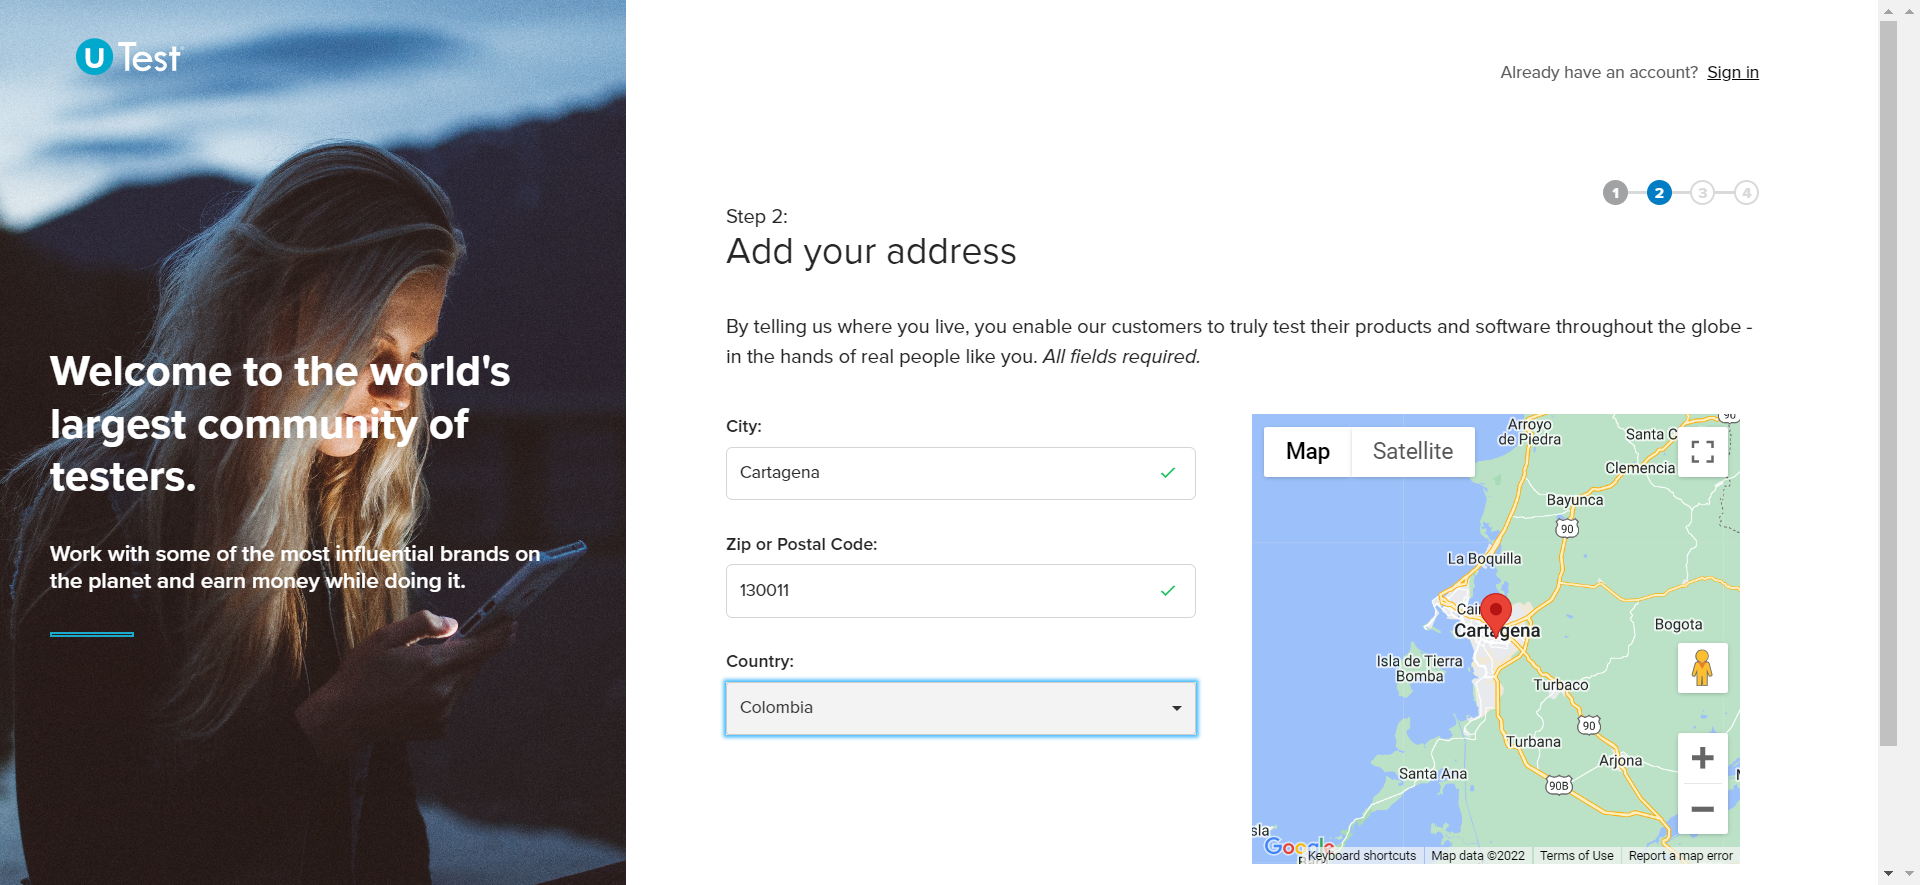 U Test
Already have an account? Sign in
1 2 3 4
Step 2:
Add your address
By telling us where you live, you enable our customers to truly test their products and software throughout the globe -
in the hands of real people like you. All fields required.
Welcome to the world's
largest community of
testers.
Work with some of the most influential brands on
the planet and earn money while doing it.
City:
Cartagena
Zip or Postal Code:
130011
Country:
Colombia
Map
Satellite
Arroyo
de Piedra
90
Santa C
Clemencia
Bayunca
90
La Boquilla
Cartagena
Bogota
Isla de Tierra
Bomba
Turbaco
90
Turbana
Arjona
Santa Ana
90B
Google
Keyboard shortcuts
Map data ©2022
Terms of Use
Report a map error